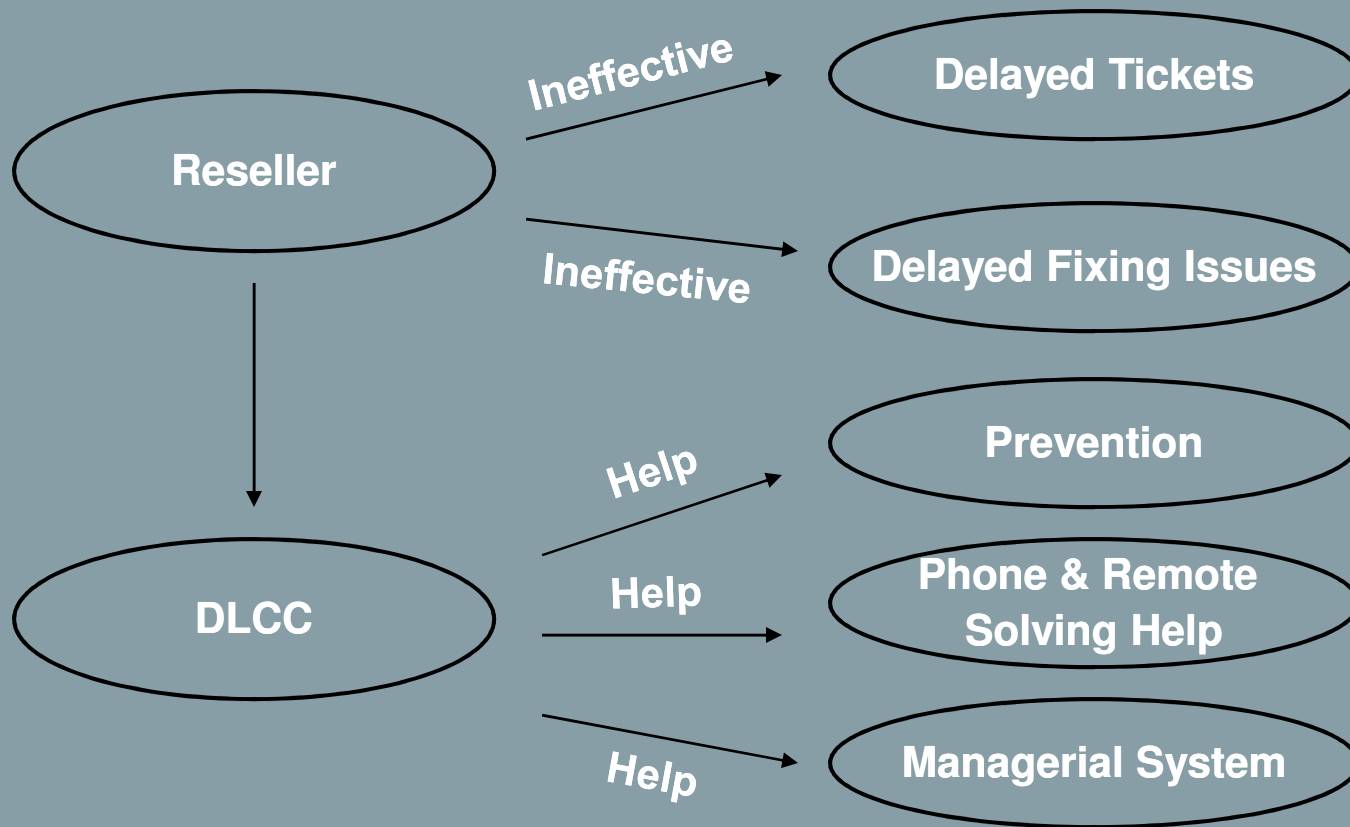 Ineffective
Delayed Tickets
Reseller
Delayed Fixing Issues
Ineffective
Prevention
Help
Phone & Remote
Solving Help
Help
DLCC
Managerial System
Help